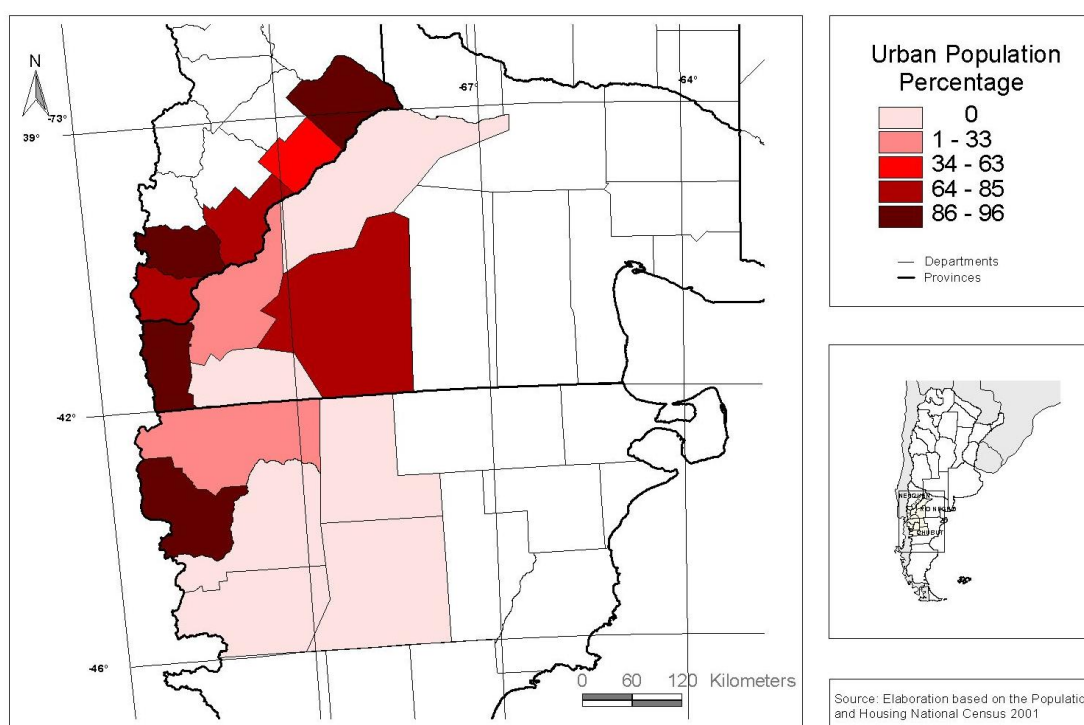 N
-73°
39°
-67°
-64°
-42°
-46°
0 60 120 Kilometers
Urban Population
Percentage
0
1 - 33
34 - 63
64 - 85
86 - 96
Departments
Provinces
CHUBUT
Source: Elaboration based on the Populatio
and Housing National Census 2001